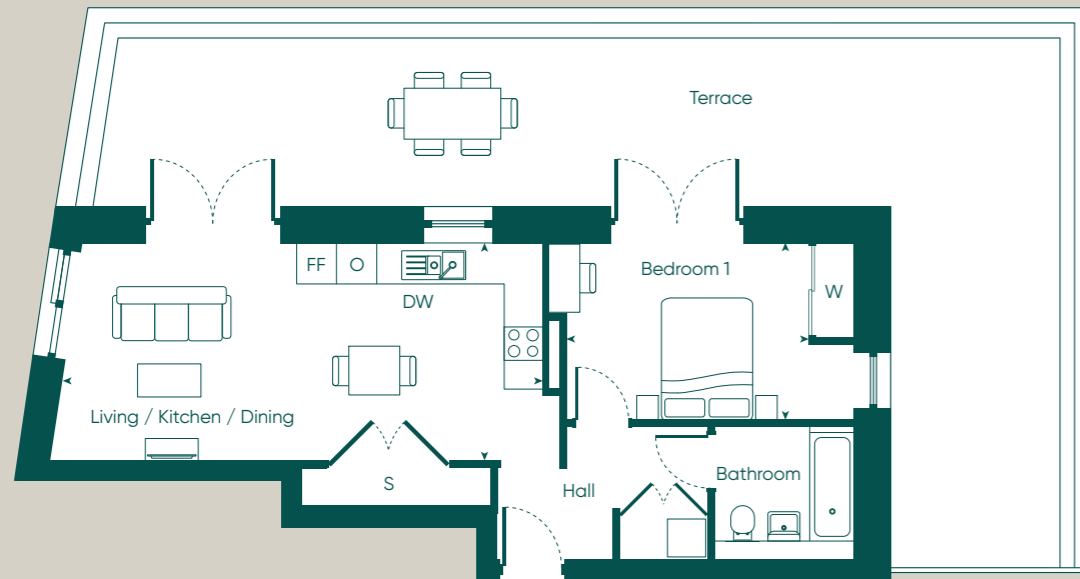 Terrace
FF
O
Bedroom 1
W
DW
Living / Kitchen / Dining
S
Hall
Bathroom